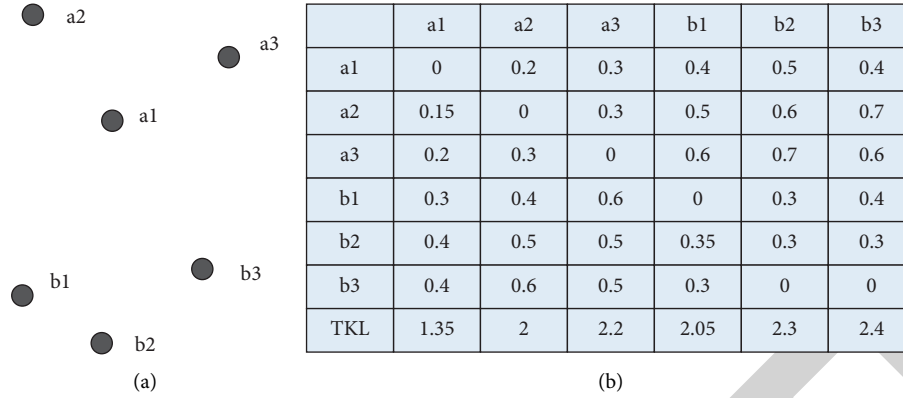 a2
a3
a1
b3
b1
b2
(a)
a1 a2 a3 b1 b2 b3
a1 0 0.2 0.3 0.4 0.5 0.4
a2 0.15 0 0.3 0.5 0.6 0.7
a3 0.2 0.3 0 0.6 0.7 0.6
b1 0.3 0.4 0.6 0 0.3 0.4
b2 0.4 0.5 0.5 0.35 0.3 0.3
b3 0.4 0.6 0.5 0.3 0 0
TKL 1.35 2 2.2 2.05 2.3 2.4
(b)